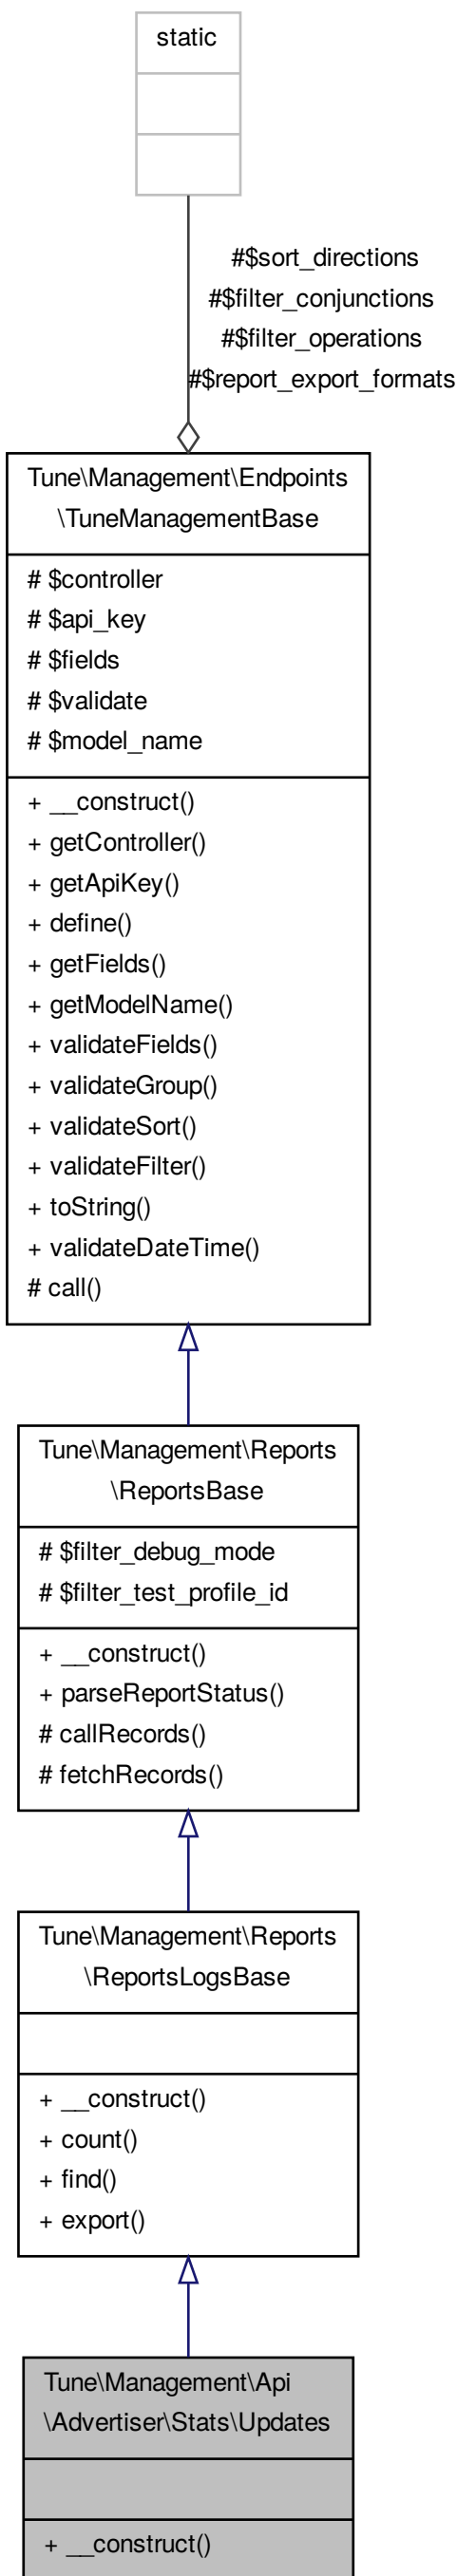 static
#$sort_directions
#$filter_conjunctions
#$filter_operations
#$report_export_formats
Tune\Management\Endpoints
\TuneManagementBase
# $controller
# $api_key
# $fields
# $validate
# $model_name
+ __construct()
+ getController()
+ getApiKey()
+ define()
+ getFields()
+ getModelName()
+ validateFields()
+ validateGroup()
+ validateSort()
+ validateFilter()
+ toString()
+ validateDateTime()
# call()
Tune\Management\Reports
\ReportsBase
# $filter_debug_mode
# $filter_test_profile_id
+ __construct()
+ parseReportStatus()
# callRecords()
# fetchRecords()
Tune\Management\Reports
\ReportsLogsBase
+ __construct()
+ count()
+ find()
+ export()
Tune\Management\Api
\Advertiser\Stats\Updates
+ __construct()